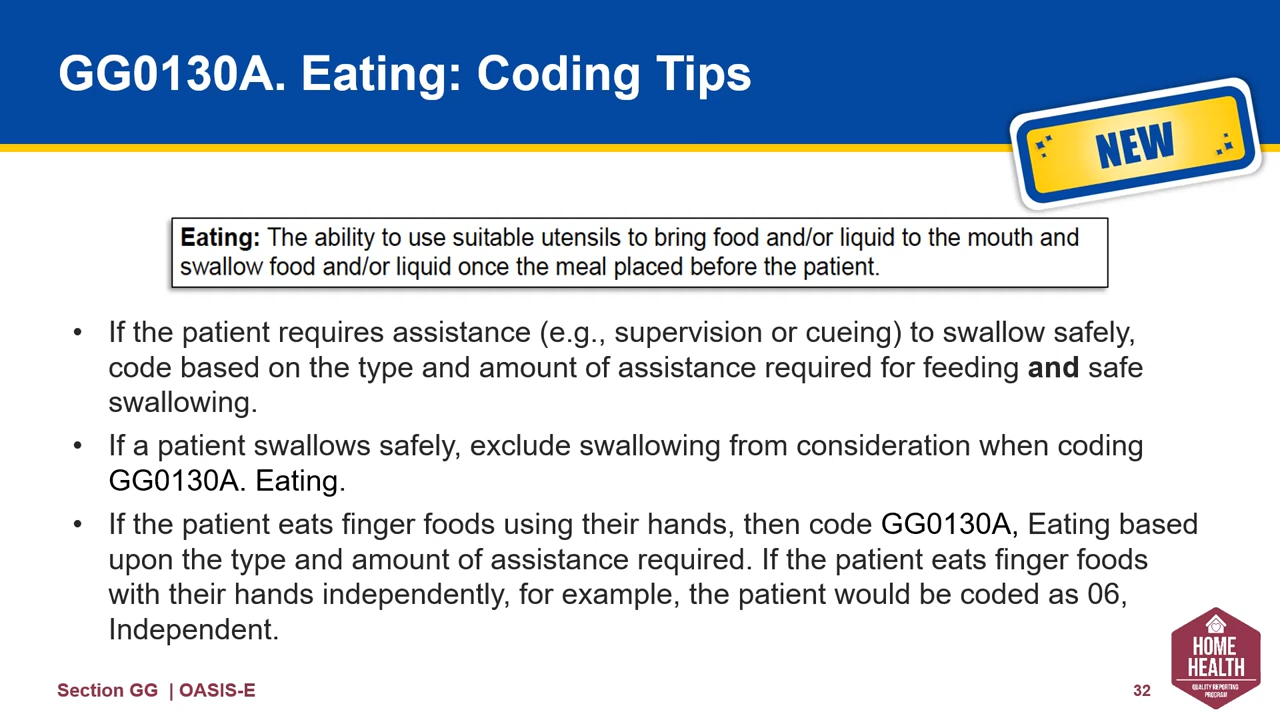 GG0130A. Eating: Coding Tips
NEW
Eating: The ability to use suitable utensils to bring food and/or liquid to the mouth and
swallow food and/or liquid once the meal placed before the patient.
• If the patient requires assistance (e.g., supervision or cueing) to swallow safely,
code based on the type and amount of assistance required for feeding and safe
swallowing.
• If a patient swallows safely, exclude swallowing from consideration when coding
GG0130A. Eating.
• If the patient eats finger foods using their hands, then code GG0130A, Eating based
upon the type and amount of assistance required. If the patient eats finger foods
with their hands independently, for example, the patient would be coded as 06,
Independent.
Section GG | OASIS-E
32
HOME
HEALTH
QUALITY REPORTING
PROGRAM